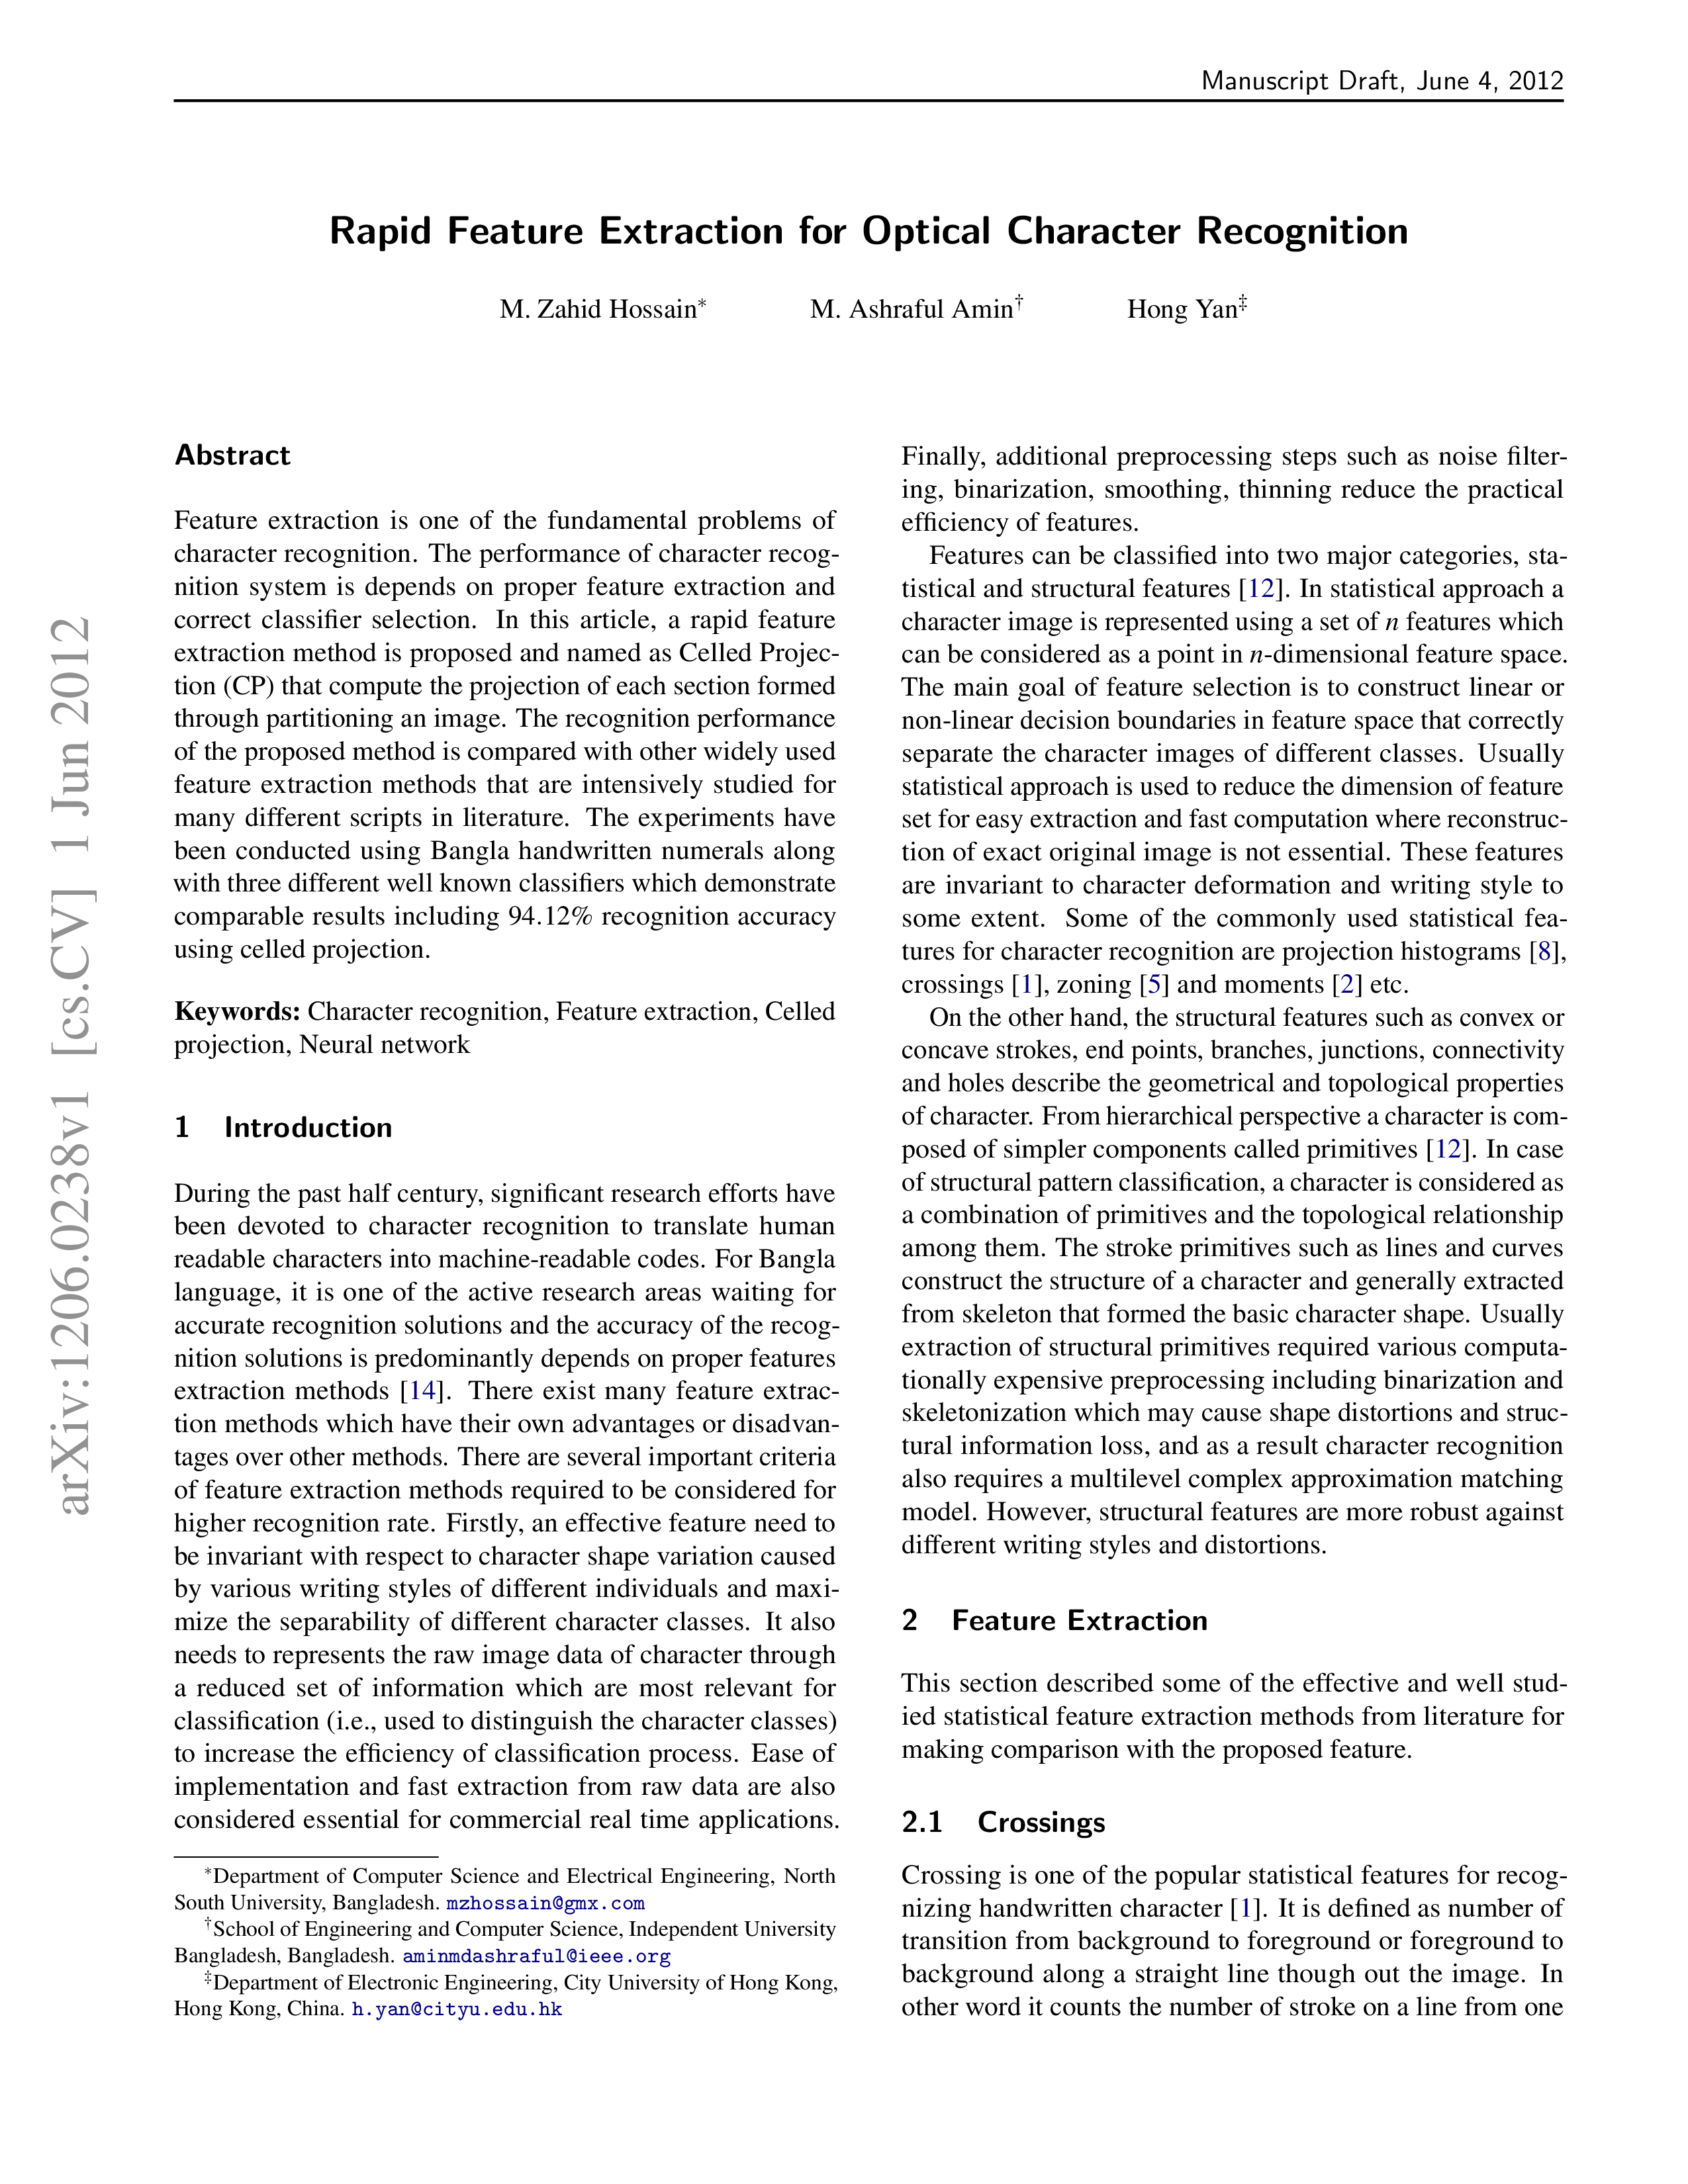 Manuscript Draft, June 4, 2012
Rapid Feature Extraction for Optical Character Recognition
M. Zahid Hossain* M. Ashraful Amin† Hong Yan‡
Abstract
Feature extraction is one of the fundamental problems of
character recognition. The performance of character recog-
nition system is depends on proper feature extraction and
correct classifier selection. In this article, a rapid feature
extraction method is proposed and named as Celled Projec-
tion (CP) that compute the projection of each section formed
through partitioning an image. The recognition performance
of the proposed method is compared with other widely used
feature extraction methods that are intensively studied for
many different scripts in literature. The experiments have
been conducted using Bangla handwritten numerals along
with three different well known classifiers which demonstrate
comparable results including 94.12% recognition accuracy
using celled projection.
Keywords: Character recognition, Feature extraction, Celled
projection, Neural network
1 Introduction
During the past half century, significant research efforts have
been devoted to character recognition to translate human
readable characters into machine-readable codes. For Bangla
language, it is one of the active research areas waiting for
accurate recognition solutions and the accuracy of the recog-
nition solutions is predominantly depends on proper features
extraction methods [14]. There exist many feature extrac-
tion methods which have their own advantages or disadvan-
tages over other methods. There are several important criteria
of feature extraction methods required to be considered for
higher recognition rate. Firstly, an effective feature need to
be invariant with respect to character shape variation caused
by various writing styles of different individuals and maxi-
mize the separability of different character classes. It also
needs to represents the raw image data of character through
a reduced set of information which are most relevant for
classification (i.e., used to distinguish the character classes)
to increase the efficiency of classification process. Ease of
implementation and fast extraction from raw data are also
considered essential for commercial real time applications.
*Department of Computer Science and Electrical Engineering, North
South University, Bangladesh. mzhossain@gmx.com
†School of Engineering and Computer Science, Independent University
Bangladesh, Bangladesh. aminmdashraful@ieee.org
‡Department of Electronic Engineering, City University of Hong Kong,
Hong Kong, China. h.yan@cityu.edu.hk
Finally, additional preprocessing steps such as noise filter-
ing, binarization, smoothing, thinning reduce the practical
efficiency of features.
Features can be classified into two major categories, sta-
tistical and structural features [12]. In statistical approach a
character image is represented using a set of n features which
can be considered as a point in n-dimensional feature space.
The main goal of feature selection is to construct linear or
non-linear decision boundaries in feature space that correctly
separate the character images of different classes. Usually
statistical approach is used to reduce the dimension of feature
set for easy extraction and fast computation where reconstruc-
tion of exact original image is not essential. These features
are invariant to character deformation and writing style to
some extent. Some of the commonly used statistical fea-
tures for character recognition are projection histograms [8],
crossings [1], zoning [5] and moments [2] etc.
On the other hand, the structural features such as convex or
concave strokes, end points, branches, junctions, connectivity
and holes describe the geometrical and topological properties
of character. From hierarchical perspective a character is com-
posed of simpler components called primitives [12]. In case
of structural pattern classification, a character is considered as
a combination of primitives and the topological relationship
among them. The stroke primitives such as lines and curves
construct the structure of a character and generally extracted
from skeleton that formed the basic character shape. Usually
extraction of structural primitives required various computa-
tionally expensive preprocessing including binarization and
skeletonization which may cause shape distortions and struc-
tural information loss, and as a result character recognition
also requires a multilevel complex approximation matching
model. However, structural features are more robust against
different writing styles and distortions.
2 Feature Extraction
This section described some of the effective and well stud-
ied statistical feature extraction methods from literature for
making comparison with the proposed feature.
2.1 Crossings
Crossing is one of the popular statistical features for recog-
nizing handwritten character [1]. It is defined as number of
transition from background to foreground or foreground to
background along a straight line though out the image. In
other word it counts the number of stroke on a line from one
arXiv:1206.0238v1 [cs.CV] 1 Jun 2012